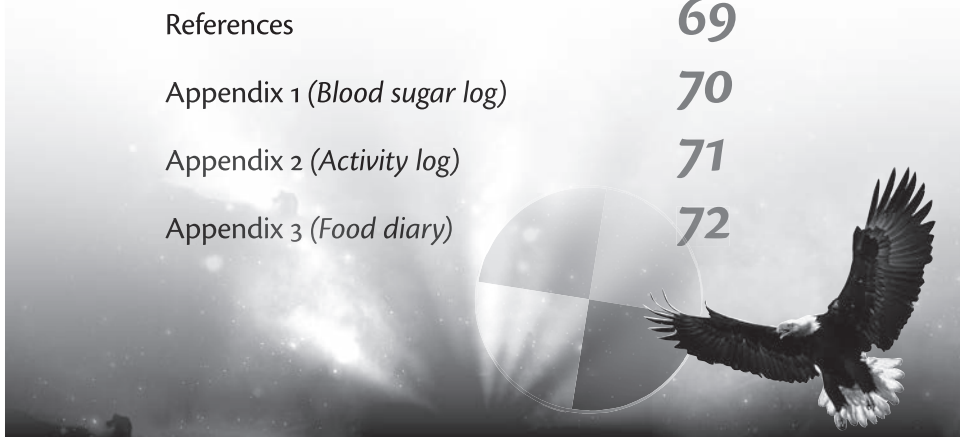 References 69
Appendix 1 (Blood sugar log) 70
Appendix 2 (Activity log) 71
Appendix 3 (Food diary) 72